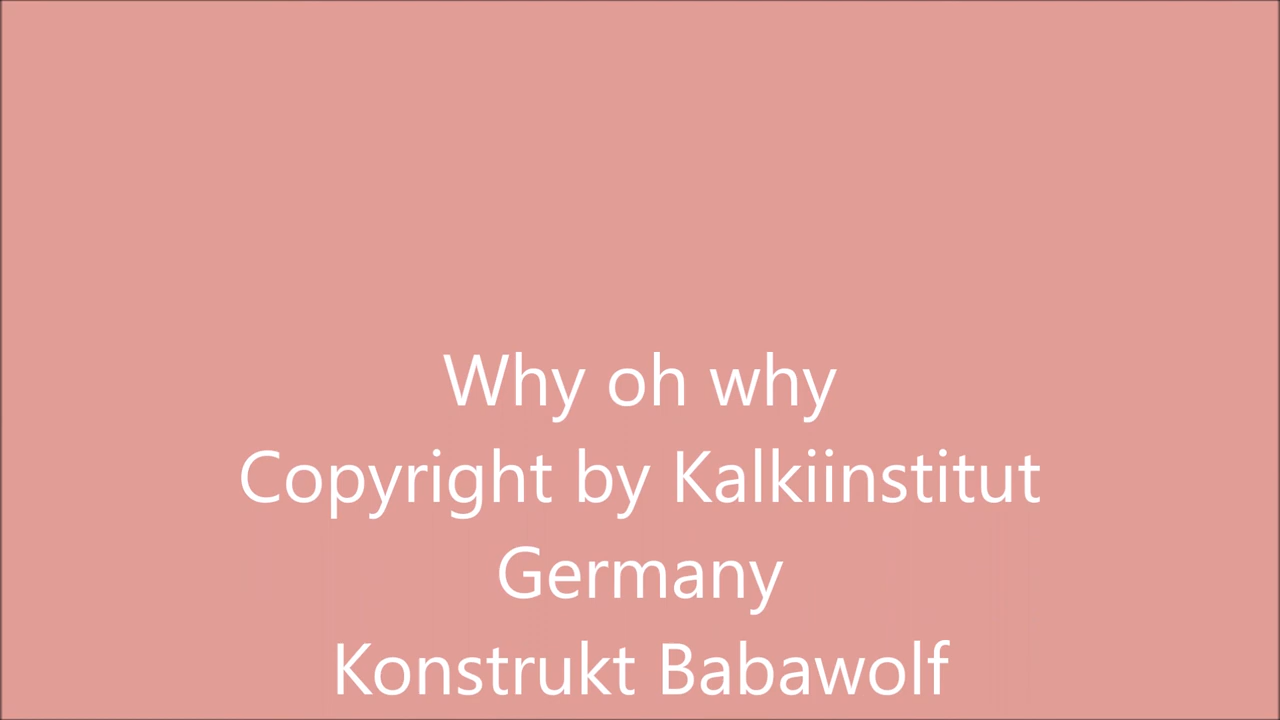 Why oh why
Copyright by Kalkiinstitut
Germany
Konstrukt Babawolf